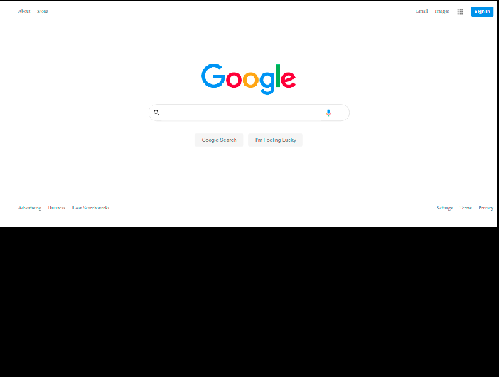 About Store
Gmail Images Sign in
Google
Google Search I'm Feeling Lucky
Advertising Business How Search works
Settings Terms Privacy